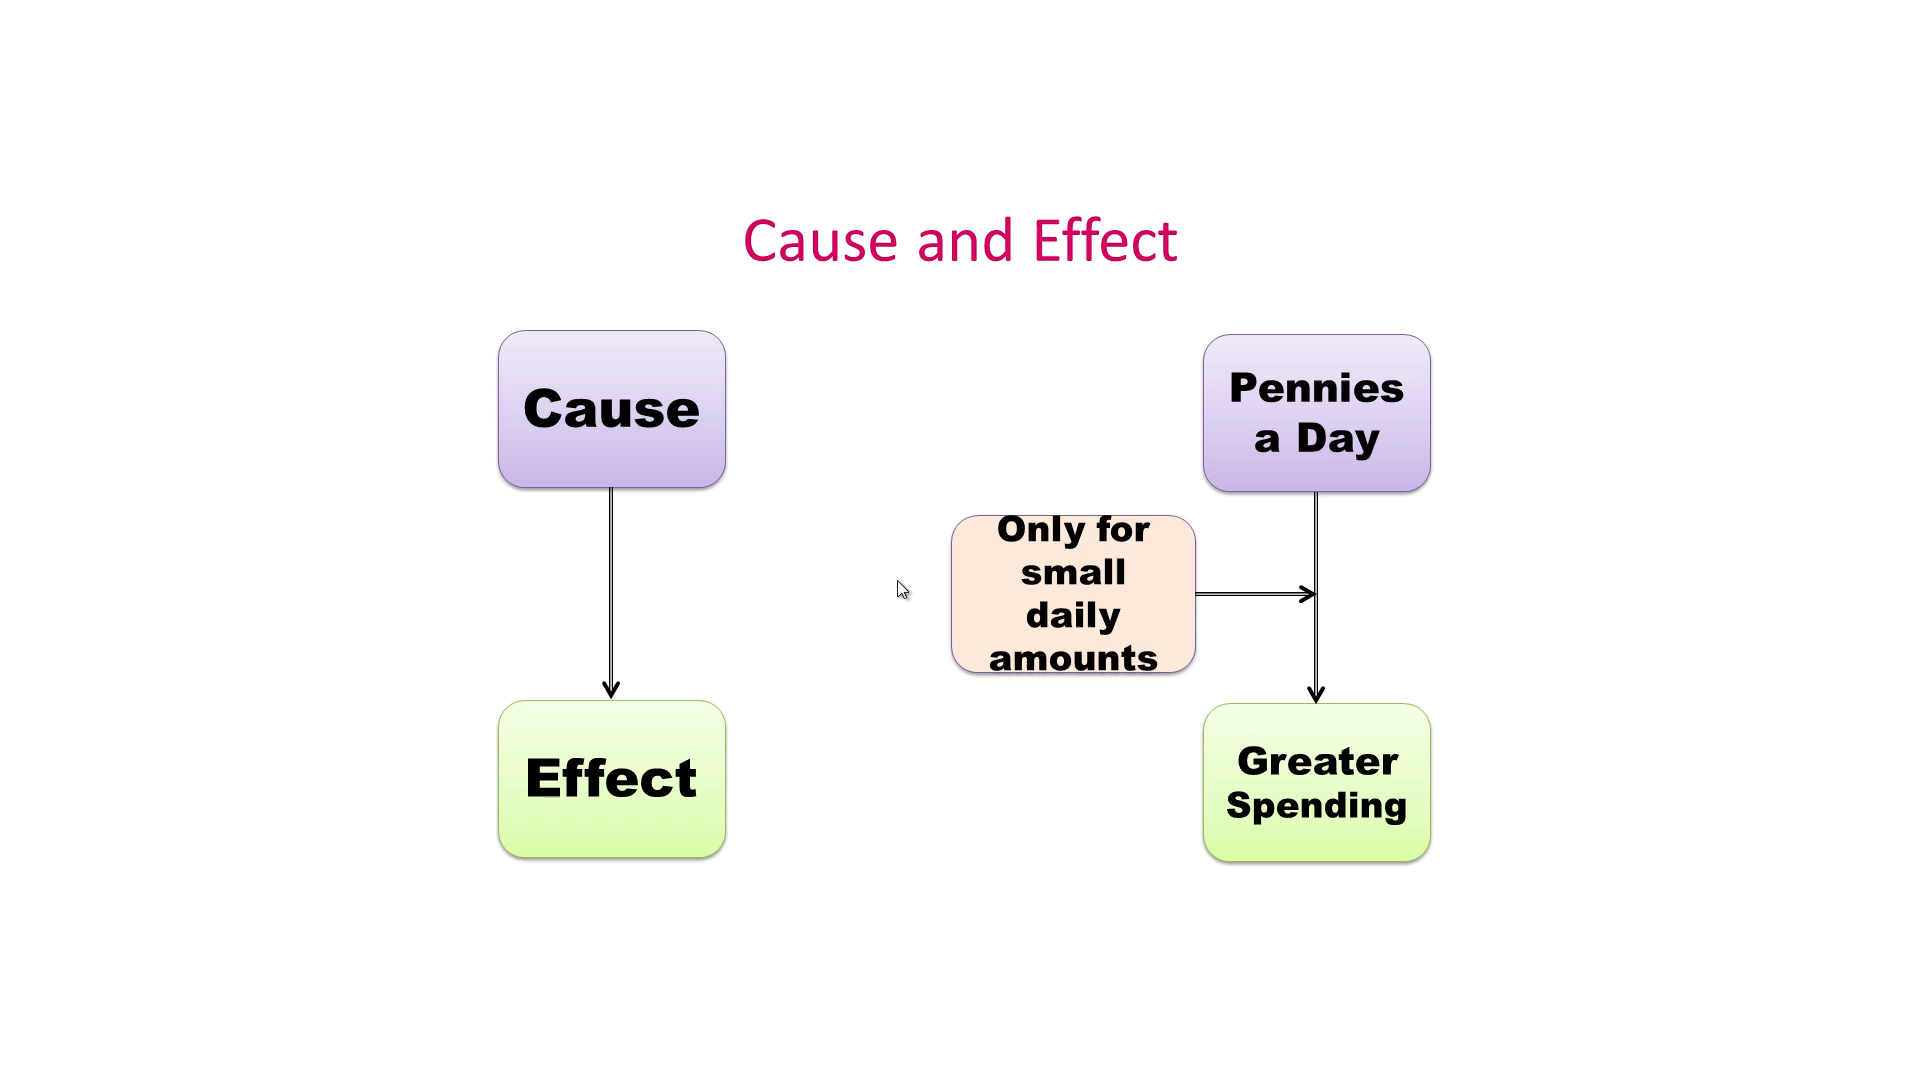 Cause and Effect
Cause
Pennies
a Day
Only for
small
daily
amounts
Effect
Greater
Spending